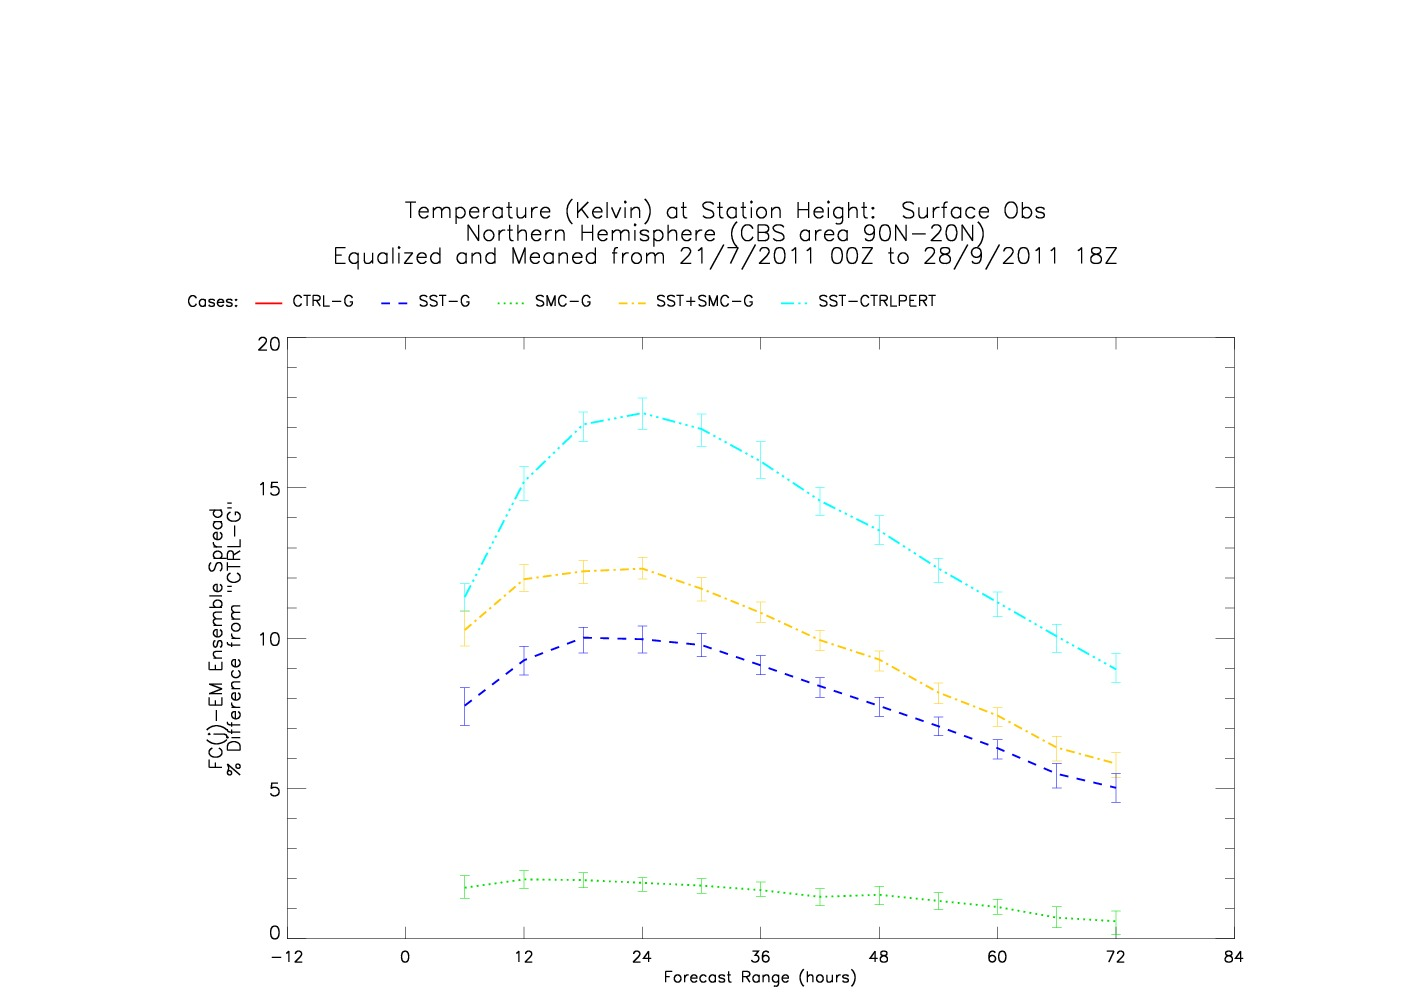 Temperature (Kelvin) at Station Height:  Surface Obs
Northern Hemisphere (CBS area 90N-20N)
Equalized and Meaned from 21/7/2011 00Z to 28/9/2011 18Z
Cases: CTRL-G SST-G SMC-G SST+SMC-G SST-CTRLPERT
FC(j)-EM Ensemble Spread
% Difference from "CTRL-G"
20
15
10
5
0
-12 0 12 24 36 48 60 72 84
Forecast Range (hours)